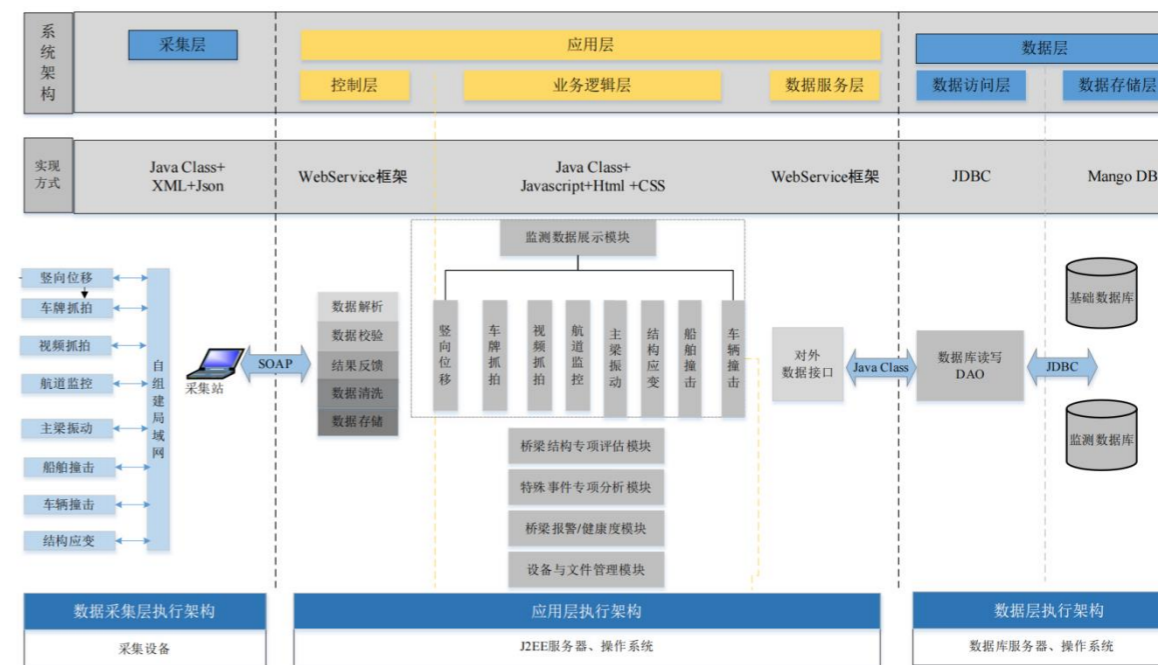 系统架构
采集层
应用层
数据层
控制层
业务逻辑层
数据服务层
数据访问层
数据存储层
实现
方式
Java Class+
XML+Json
WebService框架
Java Class+
Javascript+Html +CSS
WebService框架
JDBC
Mango DB
竖向位移
车牌抓拍
视频抓拍
航道监控
主梁振动
船舶撞击
车辆撞击
结构应变
自组建局域网
采集站
SOAP
数据解析
数据校验
结果反馈
数据清洗
数据存储
监测数据展示模块
竖向位移
车牌抓拍
视频抓拍
航道监控
主梁振动
结构应变
船舶撞击
车辆撞击
桥梁结构专项评估模块
特殊事件专项分析模块
桥梁报警/健康度模块
设备与文件管理模块
对外
数据接口
Java Class
数据库读写
DAO
JDBC
基础数据库
监测数据库
数据采集层执行架构
采集设备
应用层执行架构
J2EE服务器、操作系统
数据层执行架构
数据库服务器、操作系统